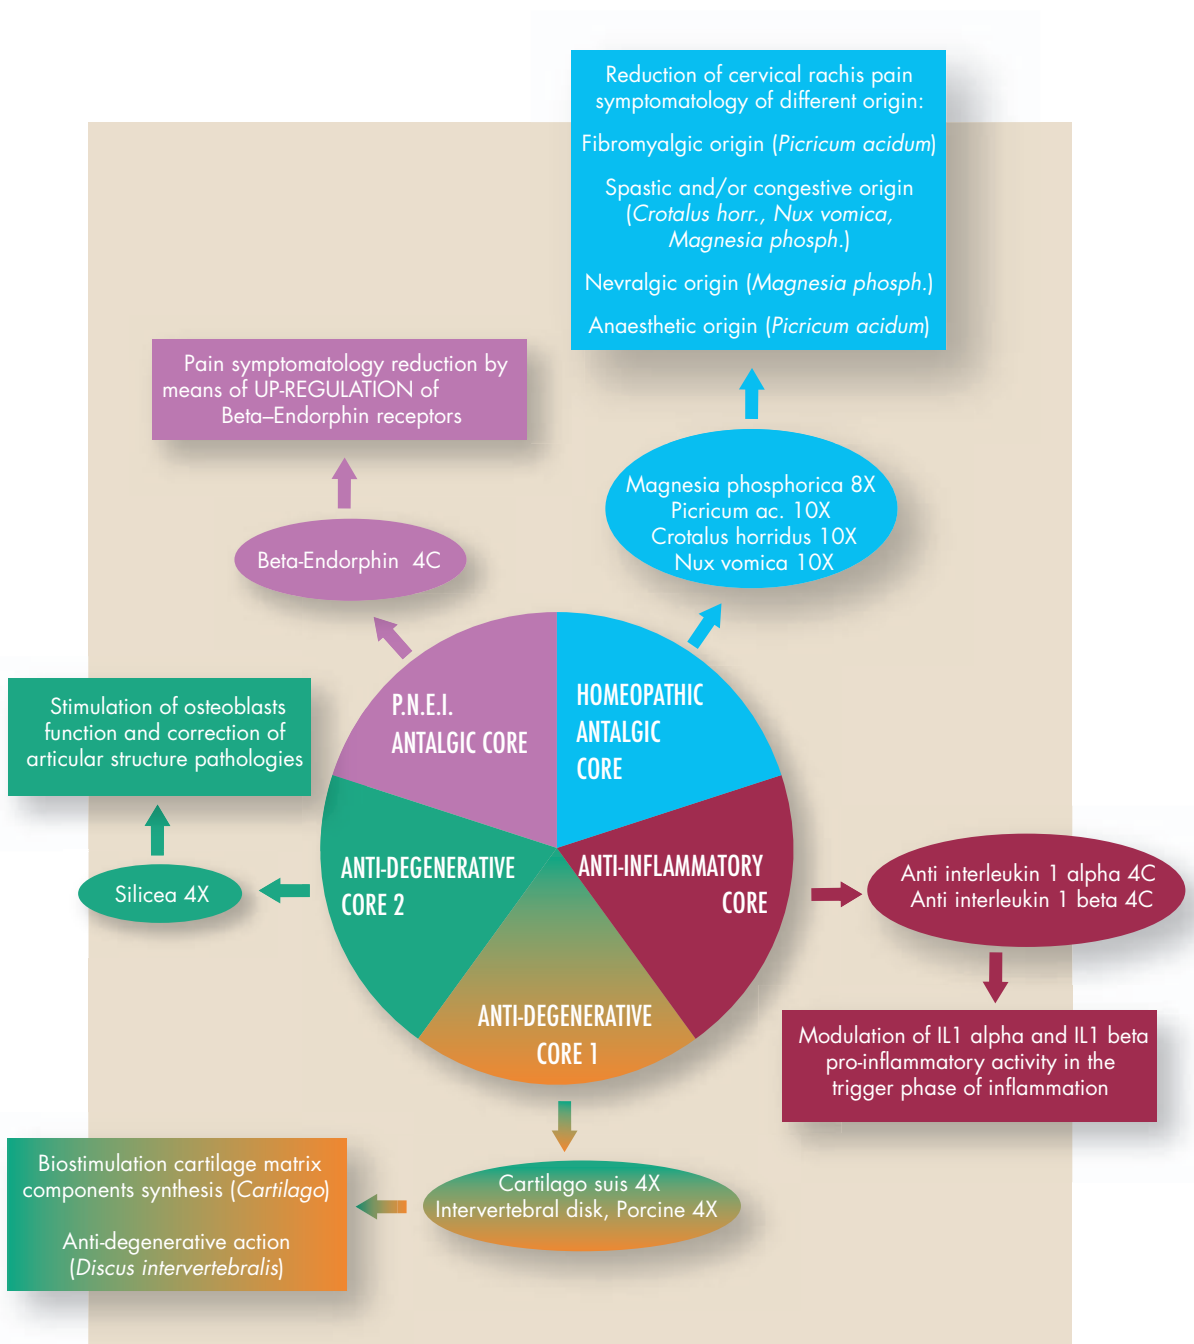 Reduction of cervical rachis pain
symptomatology of different origin:
Fibromyalgic origin (Picricum acidum)
Spastic and/or congestive origin
(Crotalus horr., Nux vomica,
Magnesia phosph.)
Nevralgic origin (Magnesia phosph.)
Anaesthetic origin (Picricum acidum)
Pain symptomatology reduction by
means of UP-REGULATION of
Beta–Endorphin receptors
Magnesia phosphorica 8X
Picricum ac. 10X
Crotalus horridus 10X
Nux vomica 10X
Beta-Endorphin 4C
P.N.E.I.
ANTALGIC CORE
HOMEOPATHIC
ANTALGIC
CORE
Stimulation of osteoblasts
function and correction of
articular structure pathologies
Silicea 4X
ANTI-DEGENERATIVE
CORE 2
ANTI-INFLAMMATORY
CORE
Anti interleukin 1 alpha 4C
Anti interleukin 1 beta 4C
ANTI-DEGENERATIVE
CORE 1
Modulation of IL1 alpha and IL1 beta
pro-inflammatory activity in the
trigger phase of inflammation
Cartilago suis 4X
Intervertebral disk, Porcine 4X
Biostimulation cartilage matrix
components synthesis (Cartilago)
Anti-degenerative action
(Discus intervertebralis)